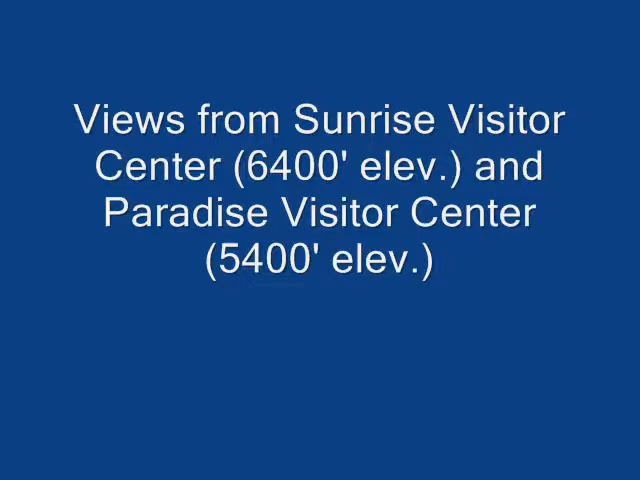 Views from Sunrise Visitor
Center (6400' elev.) and
Paradise Visitor Center
(5400' elev.)